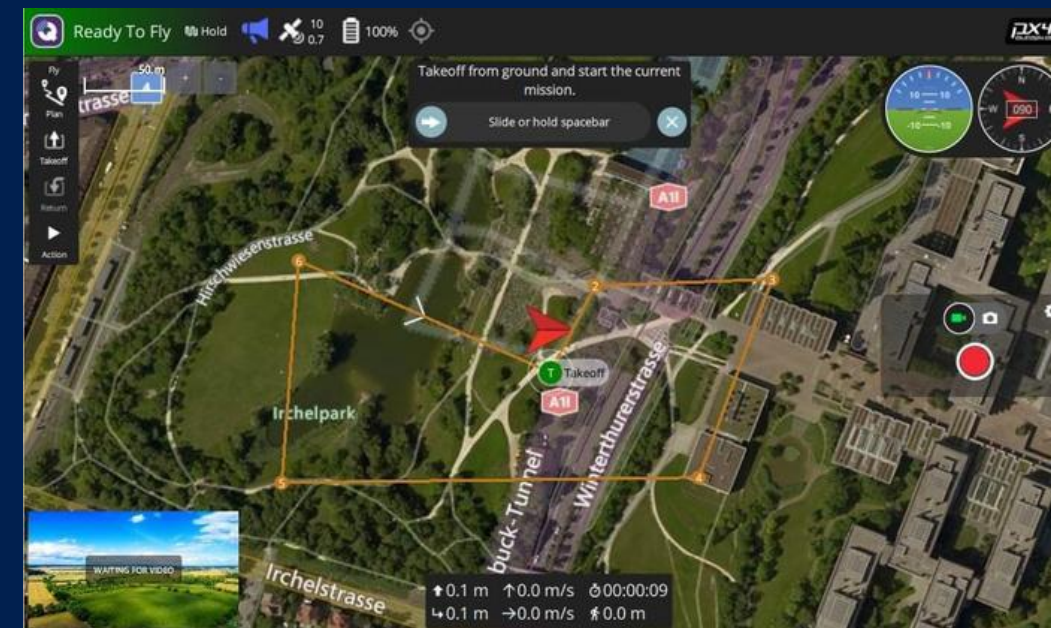 Ready To Fly Hold 10 0.7 100%
PX4
Fly
50 m
+ -
Plan
Takeoff
Return
Action
Takeoff from ground and start the current
mission.
Slide or hold spacebar
10 10
-10 -10
N
W 090
S
A1l
Hirschwiesenstrasse
6
2
3
T Takeoff
A1l
Irchelpark
Winterthurerstrasse
4
5
buck-Tunnel
WAITING FOR VIDEO
Irchelstrasse
0.1 m 0.0 m/s 00:00:09
0.1 m 0.0 m/s 0.0 m